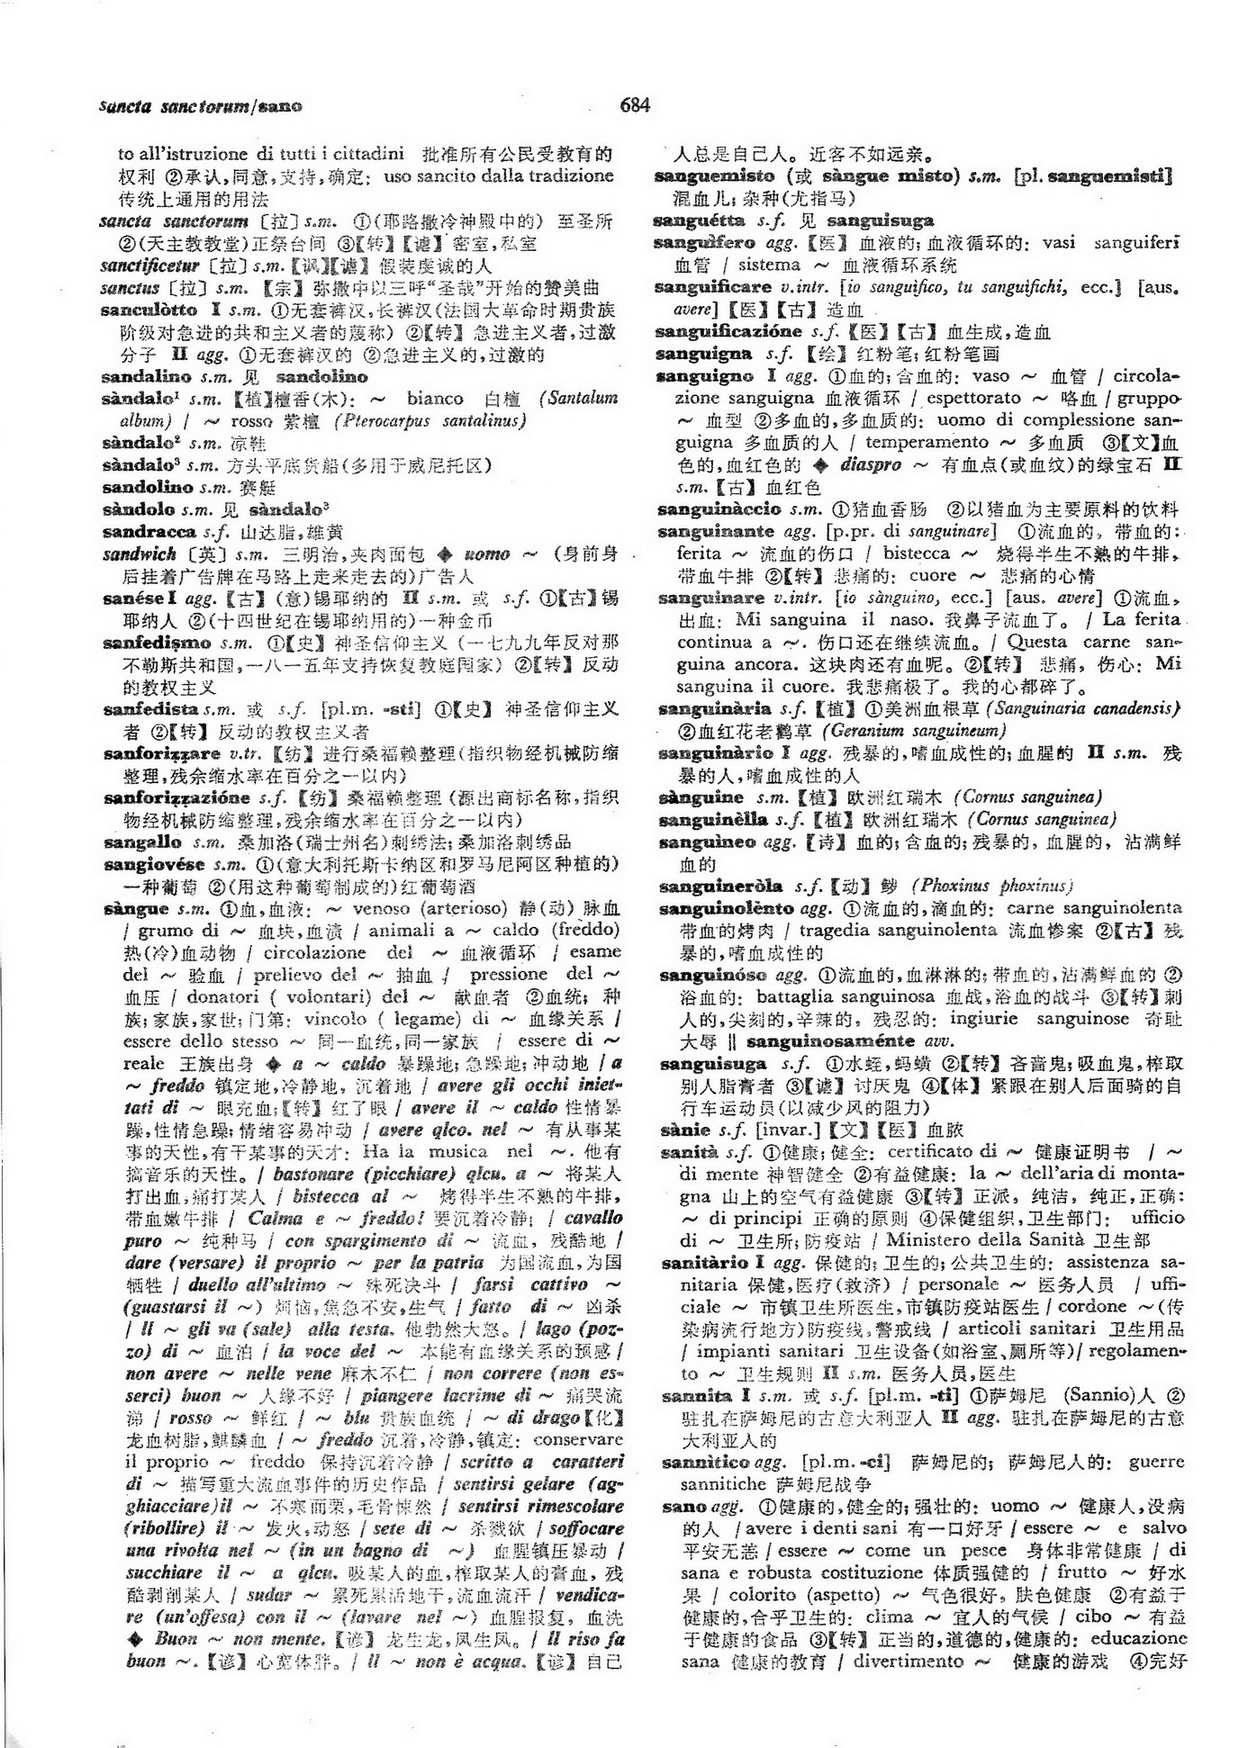 sancta sanctorum/sano
684
to all'istruzione di tutti i cittadini 批准所有公民受教育的
权利 ②承认,同意,支持,确定: uso sancito dalla tradizione
传统上通用的用法
sancta sanctorum〔拉〕s.m. ①(耶路撒冷神殿中的) 至圣所
②(天主教教堂)正祭台间 ③【转】【谑】密室,私室
sanctificetur〔拉〕s.m.【讽】【谑】假装虔诚的人
sanctus〔拉〕s.m. 【宗】弥撒中以三呼“圣哉”开始的赞美曲
sanculòtto I s.m. ①无套裤汉,长裤汉(法国大革命时期贵族
阶级对急进的共和主义者的蔑称) ②【转】急进主义者,过激
分子 II agg. ①无套裤汉的 ②急进主义的,过激的
sandalino s.m. 见 sandolino
sàndalo¹ s.m. 【植】檀香(木): ~ bianco 白檀 (Santalum
album) / ~ rosso 紫檀 (Pterocarpus santalinus)
sàndalo² s.m. 凉鞋
sàndalo³ s.m. 方头平底货船(多用于威尼托区)
sandolino s.m. 赛艇
sàndolo s.m. 见 sàndalo³
sandracca s.f. 山达脂,雄黄
sandwich〔英〕s.m. 三明治,夹肉面包 ◆ uomo ~ (身前身
后挂着广告牌在马路上走来走去的)广告人
sanése I agg.【古】(意)锡耶纳的 II s.m. 或 s.f. ①【古】锡
耶纳人 ②(十四世纪在锡耶纳用的)一种金币
sanfedismo s.m. ①【史】神圣信仰主义 (一七九九年反对那
不勒斯共和国,一八一五年支持恢复教庭国家) ②【转】反动
的教权主义
sanfedista s.m. 或 s.f. [pl.m. -sti] ①【史】神圣信仰主义
者 ②【转】反动的教权主义者
sanforizzare v.tr. 【纺】进行桑福赖整理(指织物经机械防缩
整理,残余缩水率在百分之一以内)
sanforizzazióne s.f.【纺】桑福赖整理 (源出商标名称,指织
物经机械防缩整理,残余缩水率在百分之一以内)
sangallo s.m. 桑加洛(瑞士州名)刺绣法;桑加洛刺绣品
sangiovése s.m. ①(意大利托斯卡纳区和罗马尼阿区种植的)
一种葡萄 ②(用这种葡萄制成的)红葡萄酒
sàngue s.m. ①血,血液: ~ venoso (arterioso) 静(动)脉血
/ grumo di ~ 血块,血渍 / animali a ~ caldo (freddo)
热(冷)血动物 / circolazione del ~ 血液循环 / esame
del ~ 验血 / prelievo del ~ 抽血 / pressione del ~
血压 / donatori ( volontari) del ~ 献血者 ②血统; 种
族;家族,家世;门第: vincolo ( legame) di ~ 血缘关系 /
essere dello stesso ~ 同一血统,同一家族 / essere di ~
reale 王族出身 ◆ a ~ caldo 暴躁地;急躁地;冲动地 / a
~ freddo 镇定地,冷静地, 沉着地 / avere gli occhi iniet-
tati di ~ 眼充血;【转】红了眼 / avere il ~ caldo 性情暴
躁,性情急躁;情绪容易冲动 / avere qlco. nel ~ 有从事某
事的天性,有干某事的天才: Ha la musica nel ~. 他有
搞音乐的天性。/ bastonare (picchiare) qlcu. a ~ 将某人
打出血,痛打某人 / bistecca al ~ 烤得半生不熟的牛排,
带血嫩牛排 / Calma e ~ freddo! 要沉着冷静; / cavallo
puro ~ 纯种马 / con spargimento di ~ 流血, 残酷地 /
dare (versare) il proprio ~ per la patria 为国流血,为国
牺牲 / duello all'ultimo ~ 殊死决斗 / farsi cattivo ~
(guastarsi il ~) 烦恼,焦急不安,生气 / fatto di ~ 凶杀
/ Il ~ gli va (sale) alla testa. 他勃然大怒。/ lago (poz-
zo) di ~ 血泊 / la voce del ~ 本能有血缘关系的预感 /
non avere ~ nelle vene 麻木不仁 / non correre (non es-
serci) buon ~ 人缘不好 / piangere lacrime di ~ 痛哭流
涕 / rosso ~ 鲜红 / ~ blu 贵族血统 / ~ di drago【化】
龙血树脂,麒麟血 / ~ freddo 沉着,冷静,镇定: conservare
il proprio ~ freddo 保持沉着冷静 / scritto a caratteri
di ~ 描写重大流血事件的历史作品 / sentirsi gelare (ag-
ghiacciare)il ~ 不寒而栗,毛骨悚然 / sentirsi rimescolare
(ribollire) il ~ 发火,动怒 / sete di ~ 杀戮欲 / soffocare
una rivolta nel ~ (in un bagno di ~) 血腥镇压暴动 /
succhiare il ~ a qlcu. 吸某人的血,榨取某人的膏血, 残
酷剥削某人 / sudar ~ 累死累活地干,流血流汗 / vendica-
re (un'offesa) con il ~ (lavare nel ~) 血腥报复, 血洗
◆ Buon ~ non mente.【谚】龙生龙,凤生凤。/ Il riso fa
buon ~.【谚】心宽体胖。/ Il ~ non è acqua.【谚】自己
人总是自己人。近客不如远亲。
sanguemisto (或 sàngue misto) s.m. [pl. sanguemisti]
混血儿;杂种(尤指马)
sanguétta s.f. 见 sanguisuga
sanguìfero agg.【医】血液的;血液循环的: vasi sanguiferi
血管 / sistema ~ 血液循环系统
sanguificare v.intr. [io sanguifico, tu sanguifichi, ecc.] [aus.
avere]【医】【古】造血
sanguificazióne s.f.【医】【古】血生成,造血
sanguigna s.f. 【绘】红粉笔;红粉笔画
sanguigno I agg. ①血的;含血的: vaso ~ 血管 / circola-
zione sanguigna 血液循环 / espettorato ~ 咯血 / gruppo
~ 血型 ②多血的,多血质的: uomo di complessione san-
guigna 多血质的人 / temperamento ~ 多血质 ③【文】血
色的,血红色的 ◆ diaspro ~ 有血点(或血纹)的绿宝石 II
s.m.【古】血红色
sanguinàccio s.m. ①猪血香肠 ②以猪血为主要原料的饮料
sanguinante agg. [p.pr. di sanguinare] ①流血的, 带血的:
ferita ~ 流血的伤口 / bistecca ~ 烧得半生不熟的牛排,
带血牛排 ②【转】悲痛的: cuore ~ 悲痛的心情
sanguinare v.intr. [io sànguino, ecc.] [aus. avere] ①流血,
出血: Mi sanguina il naso. 我鼻子流血了。/ La ferita
continua a ~. 伤口还在继续流血。/ Questa carne san-
guina ancora. 这块肉还有血呢。②【转】 悲痛, 伤心: Mi
sanguina il cuore. 我悲痛极了。我的心都碎了。
sanguinària s.f.【植】①美洲血根草 (Sanguinaria canadensis)
②血红花老鹳草 (Geranium sanguineum)
sanguinàrio I agg. 残暴的,嗜血成性的;血腥的 II s.m. 残
暴的人,嗜血成性的人
sànguine s.m.【植】欧洲红瑞木 (Cornus sanguinea)
sanguinèlla s.f.【植】欧洲红瑞木 (Cornus sanguinea)
sanguìneo agg.【诗】血的;含血的;残暴的, 血腥的, 沾满鲜
血的
sanguineròla s.f.【动】鲹 (Phoxinus phoxinus)
sanguinolènto agg. ①流血的,滴血的: carne sanguinolenta
带血的烤肉 / tragedia sanguinolenta 流血惨案 ②【古】残
暴的,嗜血成性的
sanguinóso agg. ①流血的,血淋淋的;带血的,沾满鲜血的 ②
浴血的: battaglia sanguinosa 血战,浴血的战斗 ③【转】刺
人的,尖刻的,辛辣的, 残忍的: ingiurie sanguinose 奇耻
大辱 ‖ sanguinosaménte avv.
sanguisuga s.f. ①水蛭,蚂蟥 ②【转】吝啬鬼;吸血鬼,榨取
别人脂膏者 ③【谑】讨厌鬼 ④【体】紧跟在别人后面骑的自
行车运动员(以减少风的阻力)
sànie s.f. [invar.]【文】【医】血脓
sanità s.f. ①健康;健全: certificato di ~ 健康证明书 / ~
di mente 神智健全 ②有益健康: la ~ dell'aria di monta-
gna 山上的空气有益健康 ③【转】正派, 纯洁, 纯正,正确:
~ di principi 正确的原则 ④保健组织,卫生部门: ufficio
di ~ 卫生所;防疫站 / Ministero della Sanità 卫生部
sanitàrio I agg. 保健的;卫生的;公共卫生的: assistenza sa-
nitaria 保健,医疗(救济) / personale ~ 医务人员 / uffi-
ciale ~ 市镇卫生所医生,市镇防疫站医生 / cordone ~(传
染病流行地方)防疫线,警戒线 / articoli sanitari 卫生用品
/ impianti sanitari 卫生设备(如浴室、厕所等)/ regolamen-
to ~ 卫生规则 II s.m. 医务人员,医生
sannita I s.m. 或 s.f. [pl.m. -ti] ①萨姆尼 (Sannio)人 ②
驻扎在萨姆尼的古意大利亚人 II agg. 驻扎在萨姆尼的古意
大利亚人的
sannìtico agg. [pl.m. -ci] 萨姆尼的; 萨姆尼人的: guerre
sannitiche 萨姆尼战争
sano agg. ①健康的,健全的;强壮的: uomo ~ 健康人,没病
的人 / avere i denti sani 有一口好牙 / essere ~ e salvo
平安无恙 / essere ~ come un pesce 身体非常健康 / di
sana e robusta costituzione 体质强健的 / frutto ~ 好水
果 / colorito (aspetto) ~ 气色很好, 肤色健康 ②有益于
健康的,合乎卫生的: clima ~ 宜人的气候 / cibo ~ 有益
于健康的食品 ③【转】正当的,道德的,健康的: educazione
sana 健康的教育 / divertimento ~ 健康的游戏 ④完好